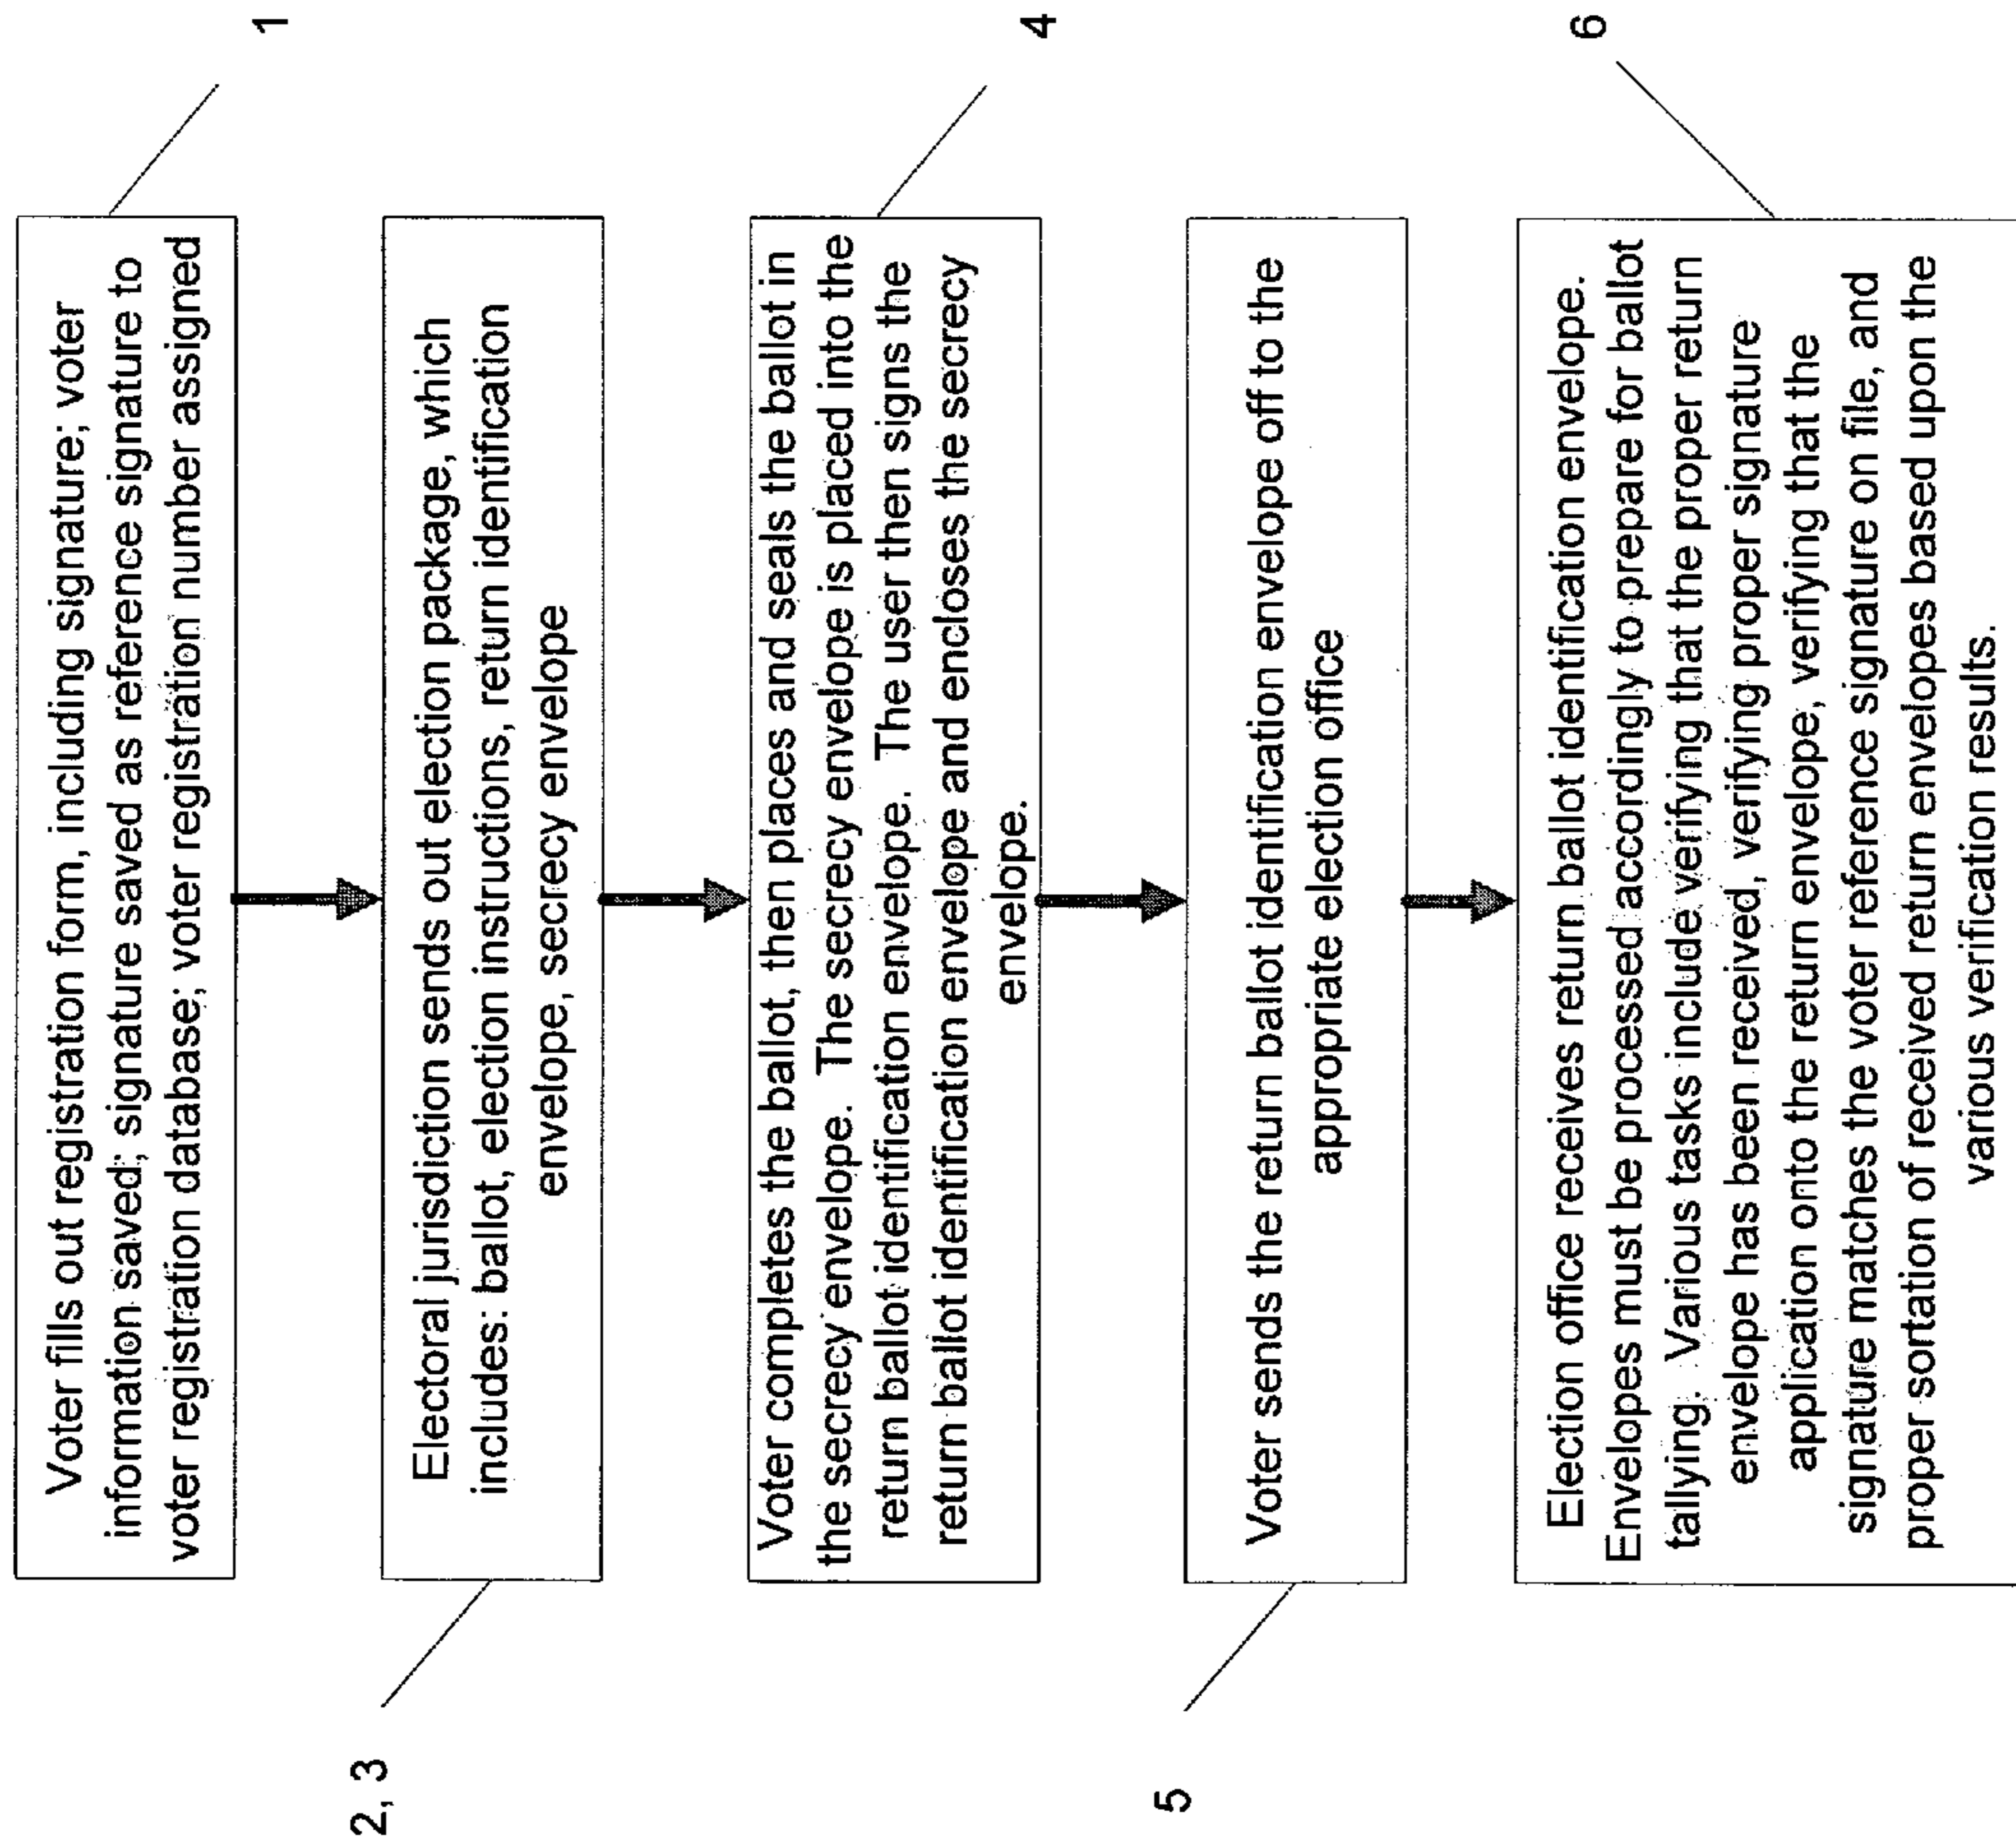 Voter fills out registration form, including signature; voter
information saved; signature saved as reference signature to
voter registration database; voter registration number assigned
1
Electoral jurisdiction sends out election package, which
includes: ballot, election instructions, return identification
envelope, secrecy envelope
2, 3
Voter completes the ballot, then places and seals the ballot in
the secrecy envelope. The secrecy envelope is placed into the
return ballot identification envelope. The user then signs the
return ballot identification envelope and encloses the secrecy
envelope.
4
Voter sends the return ballot identification envelope off to the
appropriate election office
5
Election office receives return ballot identification envelope.
Envelopes must be processed accordingly to prepare for ballot
tallying. Various tasks include verifying that the proper return
envelope has been received, verifying proper signature
application onto the return envelope, verifying that the
signature matches the voter reference signature on file, and
proper sortation of received return envelopes based upon the
various verification results.
6